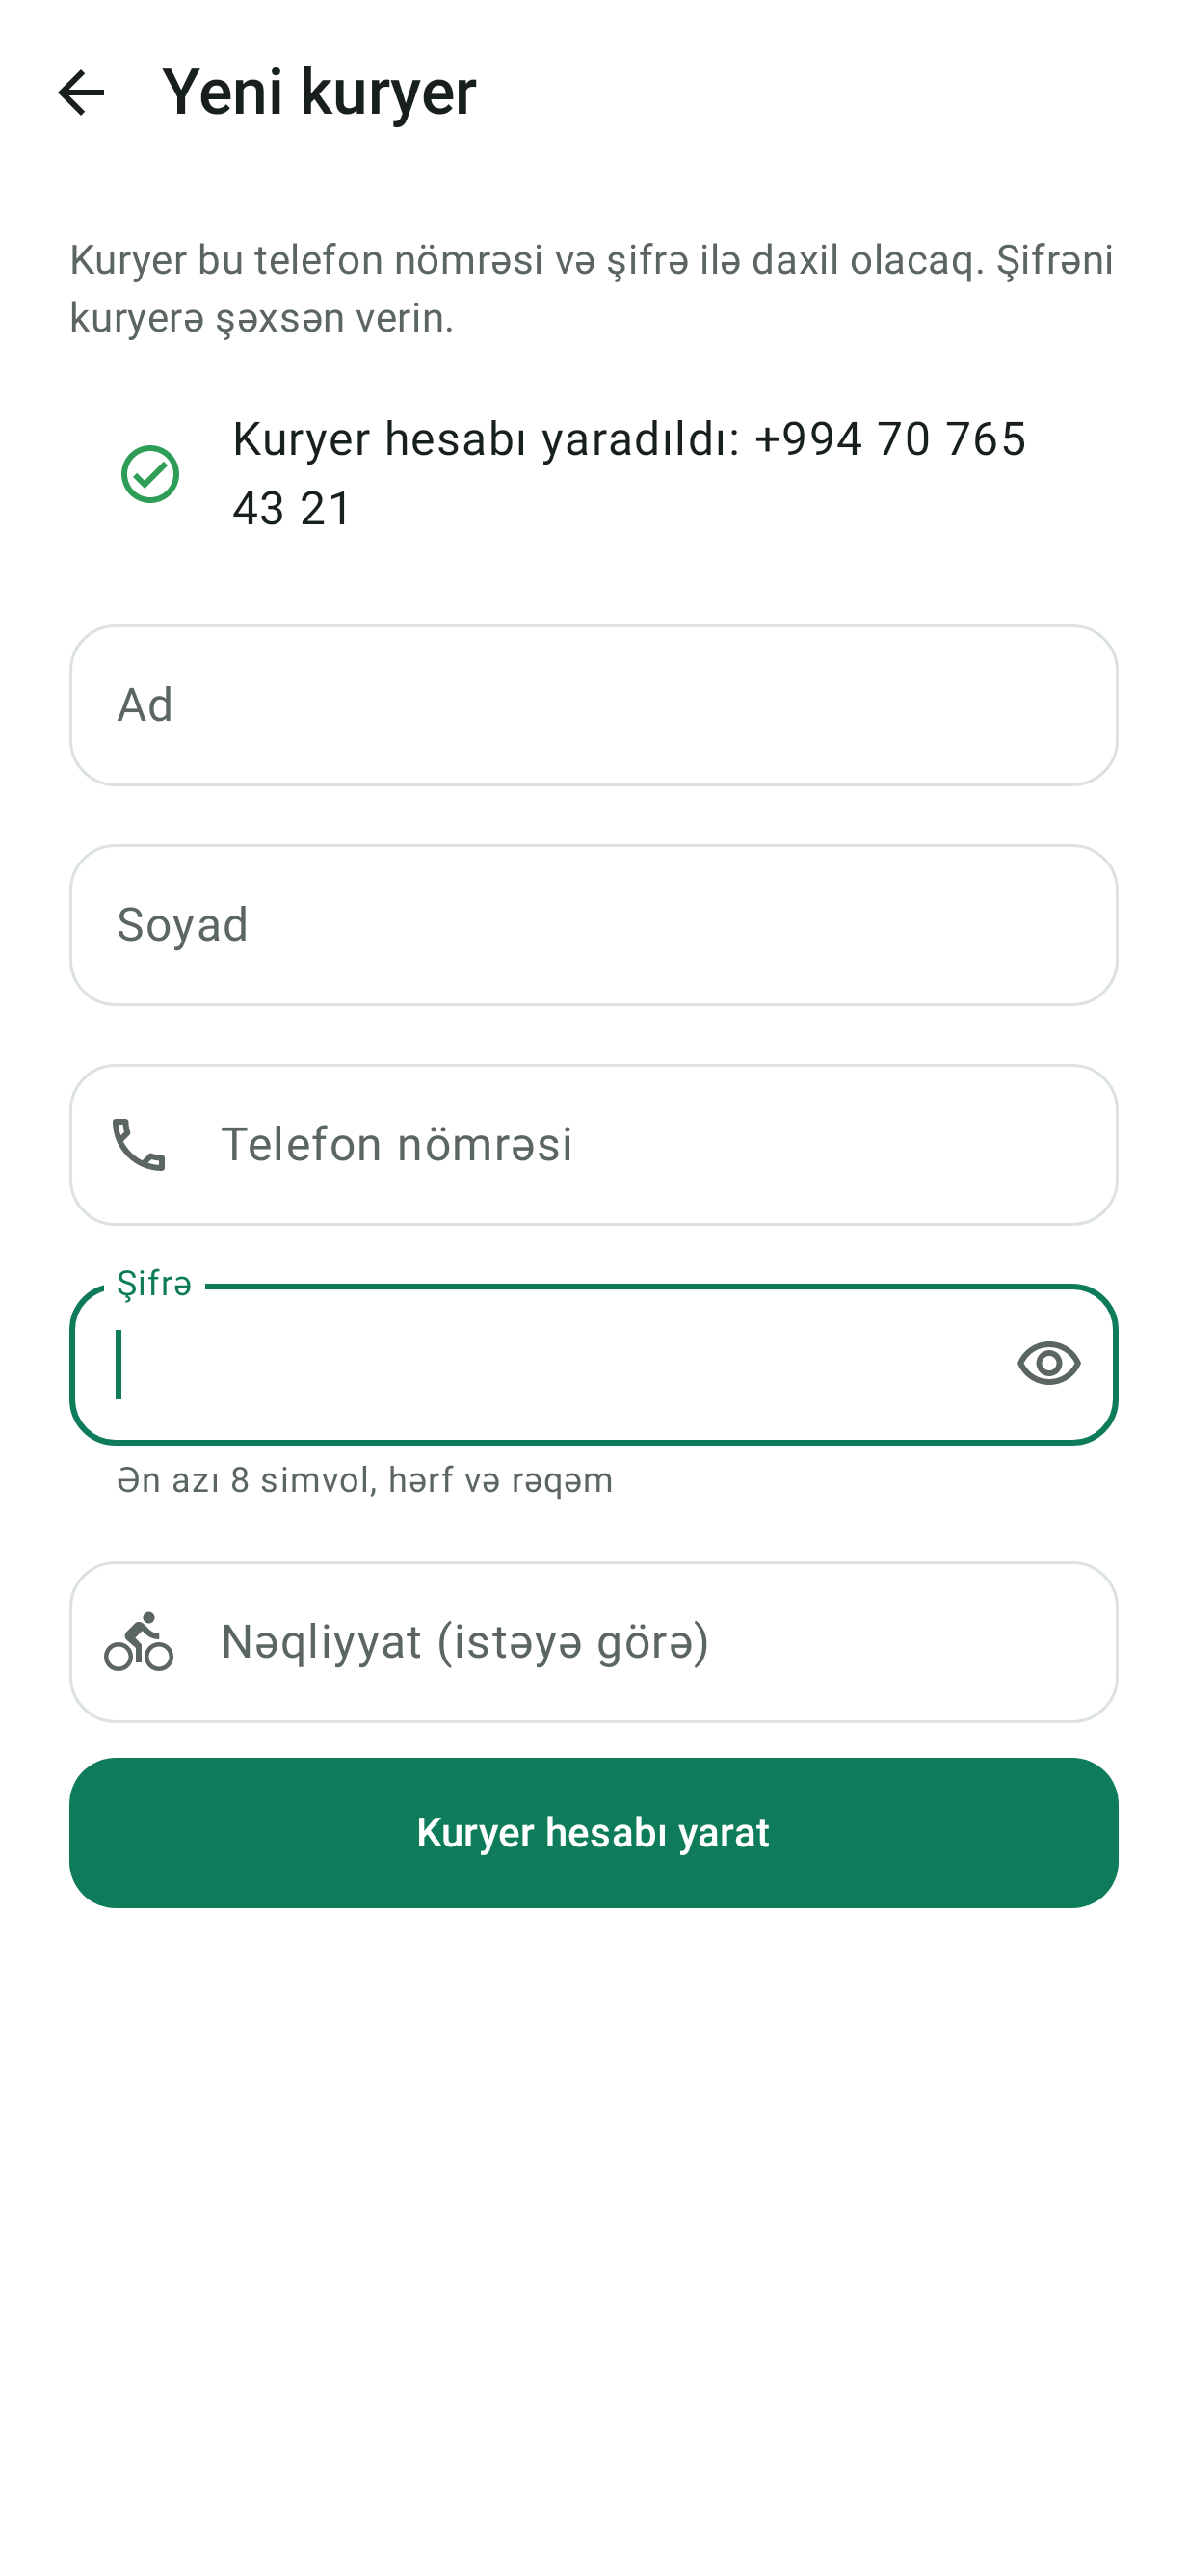 Yeni kuryer
Kuryer bu telefon nömrəsi və şifrə ilə daxil olacaq. Şifrəni
kuryerə şəxsən verin.
Kuryer hesabı yaradıldı: +994 70 765
43 21
Ad
Soyad
Telefon nömrəsi
Şifrə
Ən azı 8 simvol, hərf və rəqəm
Nəqliyyat (istəyə görə)
Kuryer hesabı yarat